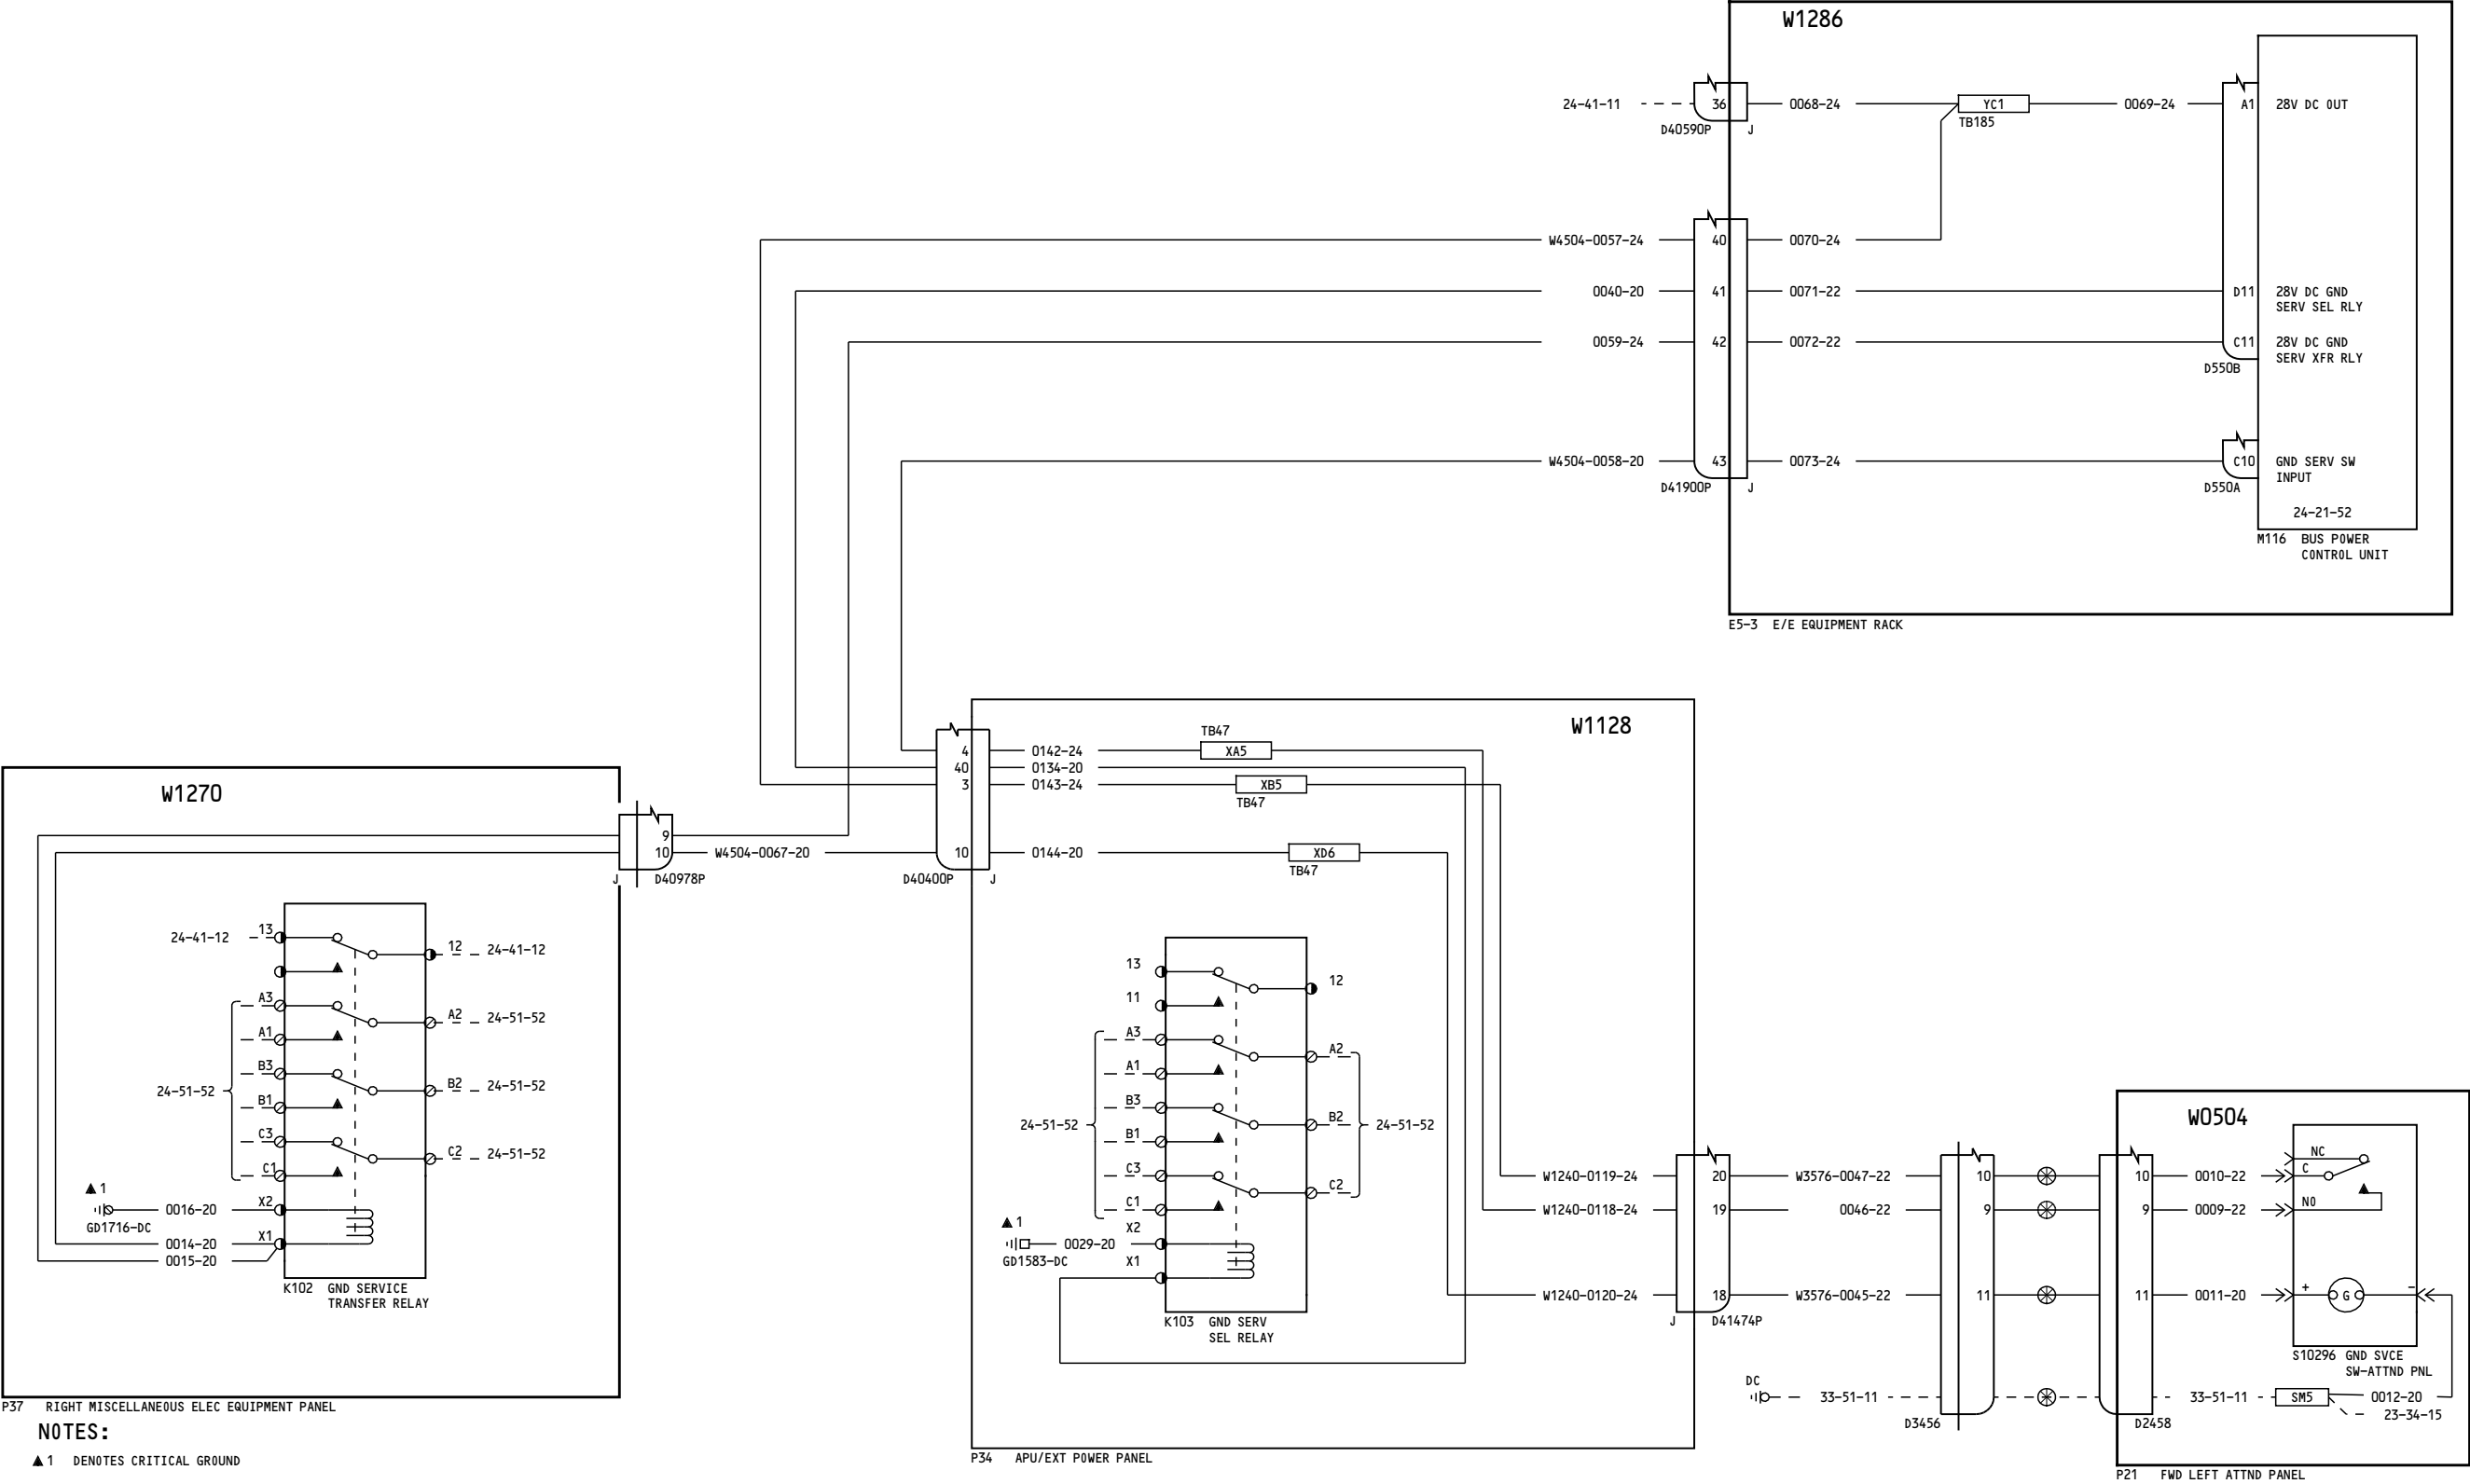 W1286
24-41-11
36
0068-24
YC1
0069-24
A1
28V DC OUT
D40590P
J
TB185
W4504-0057-24
40
0070-24
0040-20
41
0071-22
D11
28V DC GND
SERV SEL RLY
0059-24
42
0072-22
C11
28V DC GND
SERV XFR RLY
D550B
W4504-0058-20
43
0073-24
C10
GND SERV SW
INPUT
D41900P
J
D550A
24-21-52
M116 BUS POWER
CONTROL UNIT
E5-3 E/E EQUIPMENT RACK
W1128
TB47
4
0142-24
XA5
40
0134-20
3
0143-24
XB5
TB47
10
0144-20
XD6
TB47
D40400P
J
W1270
9
10
W4504-0067-20
J
D40978P
24-41-12
13
12
24-41-12
A3
A2
24-51-52
A1
B3
24-51-52
B2
24-51-52
B1
C3
C2
24-51-52
C1
▲1
0016-20
X2
GD1716-DC
0014-20
X1
0015-20
K102 GND SERVICE
TRANSFER RELAY
P37 RIGHT MISCELLANEOUS ELEC EQUIPMENT PANEL
13
12
11
A3
A2
A1
B3
24-51-52
B2
24-51-52
B1
C3
C2
C1
▲1
X2
0029-20
GD1583-DC
X1
K103 GND SERV
SEL RELAY
P34 APU/EXT POWER PANEL
W1240-0119-24
20
W3576-0047-22
10
10
0010-22
W1240-0118-24
19
0046-22
9
9
0009-22
W1240-0120-24
18
W3576-0045-22
11
11
0011-20
J
D41474P
W0504
NC
C
NO
+
G
-
S10296 GND SVCE
SW-ATTND PNL
DC
33-51-11
33-51-11
SM5
0012-20
23-34-15
D3456
D2458
P21 FWD LEFT ATTND PANEL
NOTES:
▲1 DENOTES CRITICAL GROUND